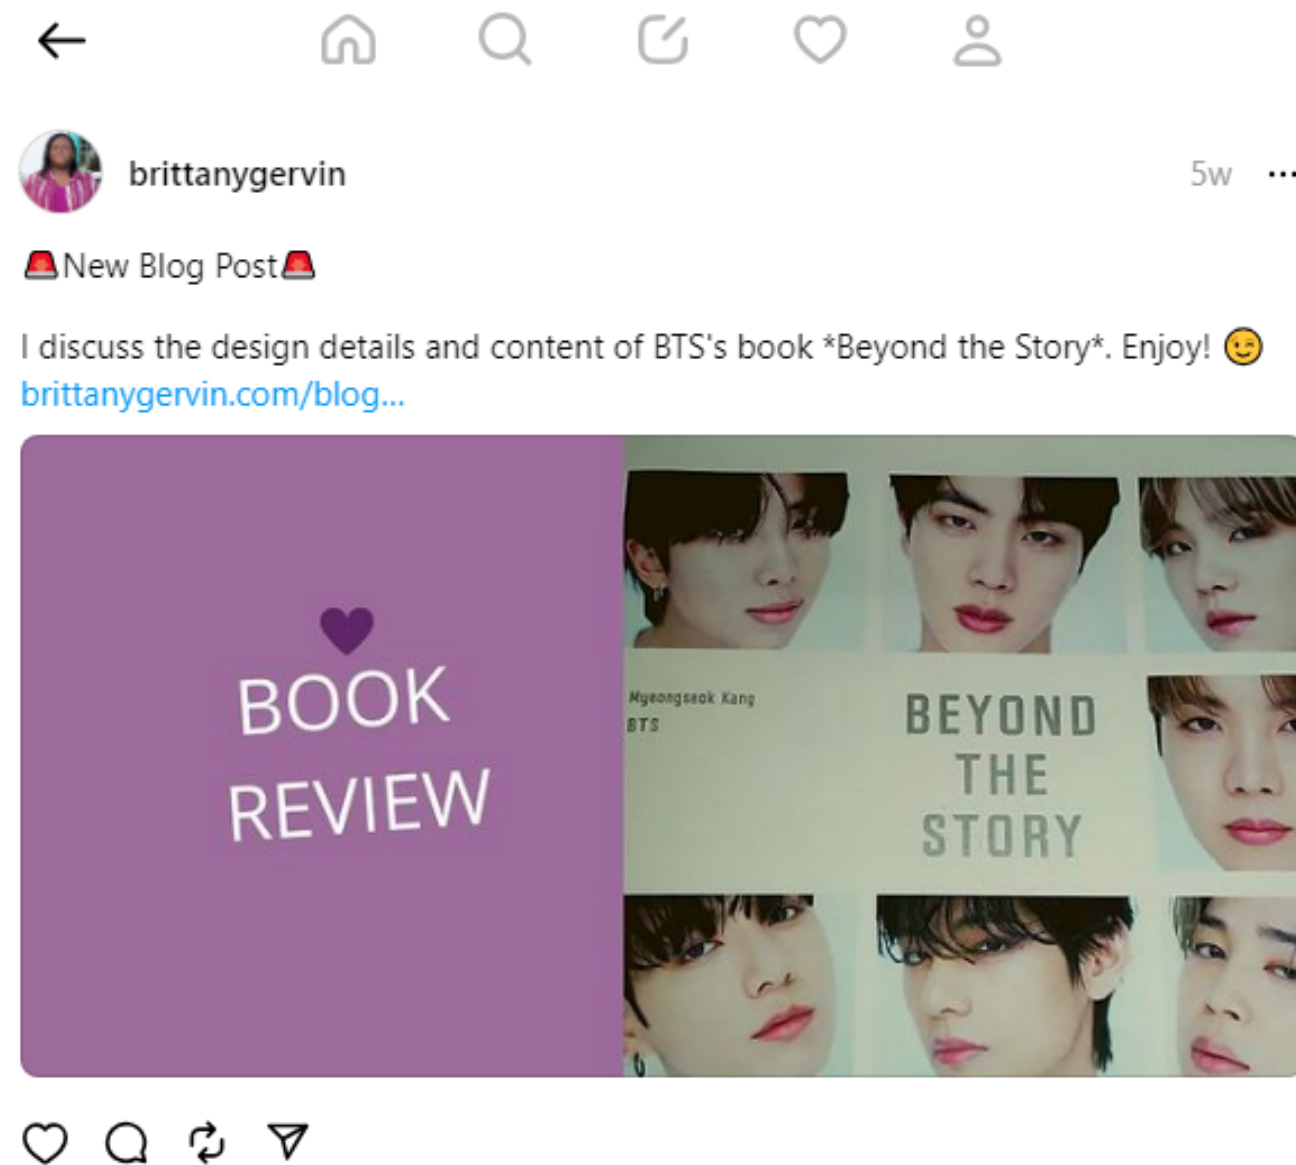 brittanygervin
5w
🚨New Blog Post🚨
I discuss the design details and content of BTS's book *Beyond the Story*. Enjoy! 😉
brittanygervin.com/blog...
BOOK
REVIEW
Myeongseok Kang
BTS
BEYOND
THE
STORY